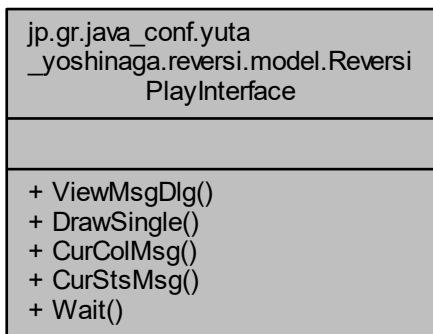 jp.gr.java_conf.yuta
_yoshinaga.reversi.model.Reversi
PlayInterface
+ ViewMsgDlg()
+ DrawSingle()
+ CurColMsg()
+ CurStsMsg()
+ Wait()